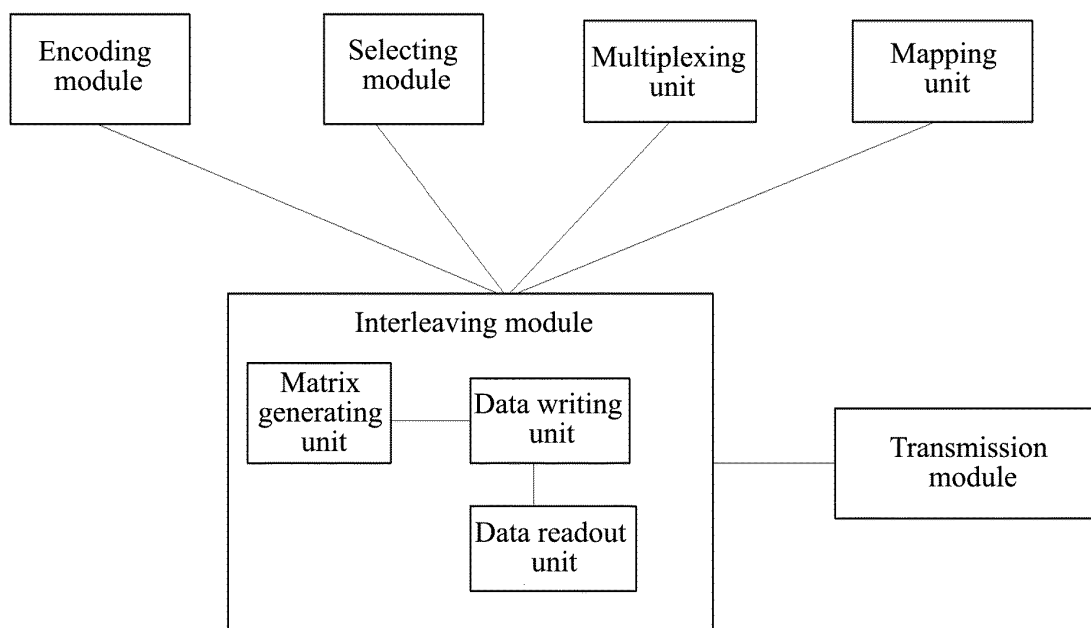 Encoding
module
Selecting
module
Multiplexing
unit
Mapping
unit
Interleaving module
Matrix
generating
unit
Data writing
unit
Data readout
unit
Transmission
module